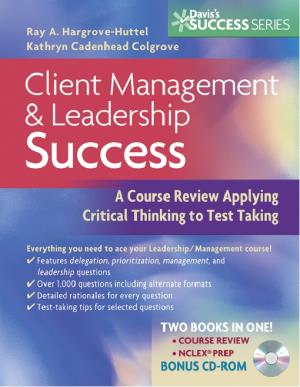 Ray A. Hargrove-Huttel
Kathryn Cadenhead Colgrove
Davis's
SUCCESS SERIES
Client Management
& Leadership
Success
A Course Review Applying
Critical Thinking to Test Taking
Everything you need to ace your Leadership/Management course!
✔ Features delegation, prioritization, management, and
leadership questions
✔ Over 1,000 questions including alternate formats
✔ Detailed rationales for every question
✔ Test-taking tips for selected questions
TWO BOOKS IN ONE!
• COURSE REVIEW
• NCLEX® PREP
BONUS CD-ROM